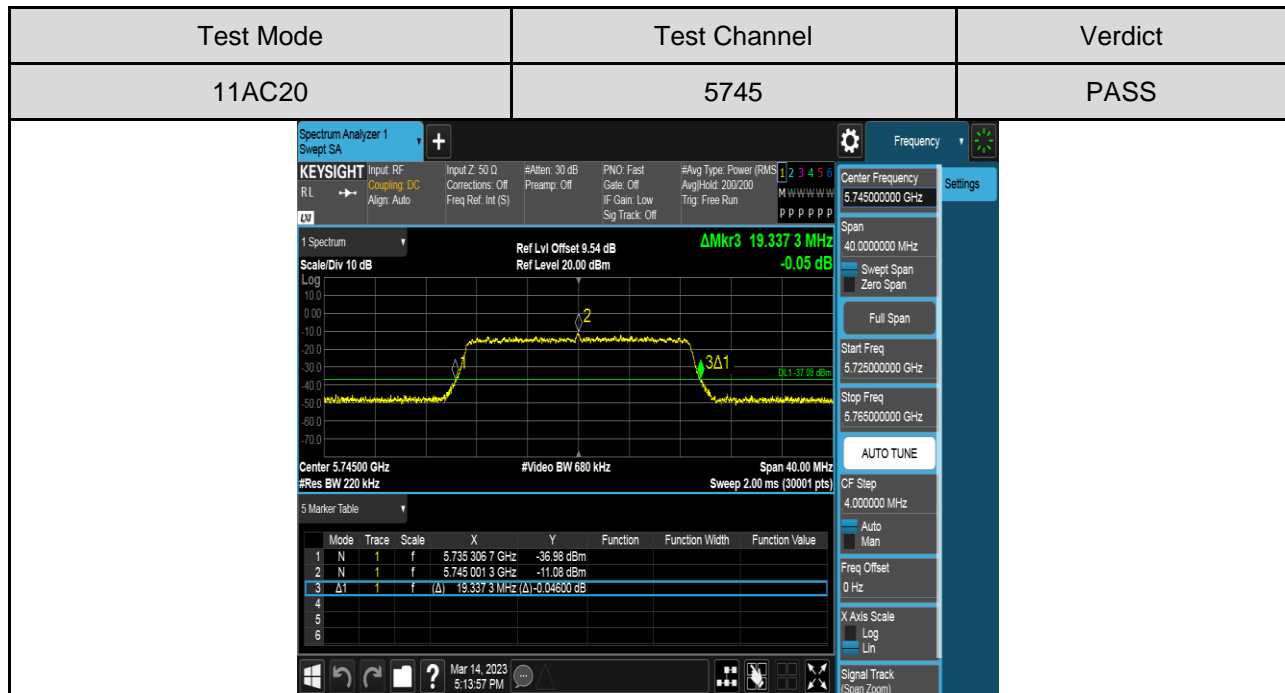 Test Mode Test Channel Verdict
11AC20 5745 PASS
Spectrum Analyzer 1
Swept SA
+
Frequency
KEYSIGHT Input: RF Input Z: 50 Ω #Atten: 30 dB PNO: Fast #Avg Type: Power (RMS 1 2 3 4 5 6
RL Coupling: DC Corrections: Off Preamp: Off Gate: Off Avg|Hold: 200/200 M W W W W W
Align: Auto Freq Ref: Int (S) IF Gain: Low Trig: Free Run
LXI Sig Track: Off P P P P P P
1 Spectrum
Ref Lvl Offset 9.54 dB ΔMkr3 19.337 3 MHz
Scale/Div 10 dB Ref Level 20.00 dBm -0.05 dB
Log
10.0
0.00
-10.0
-20.0
-30.0
-40.0
-50.0
-60.0
-70.0
2
1
3Δ1
DL1 -37.08 dBm
Center 5.74500 GHz #Video BW 680 kHz Span 40.00 MHz
#Res BW 220 kHz Sweep 2.00 ms (30001 pts)
5 Marker Table
Mode Trace Scale X Y Function Function Width Function Value
1 N 1 f 5.735 306 7 GHz -36.98 dBm
2 N 1 f 5.745 001 3 GHz -11.08 dBm
3 Δ1 1 f (Δ) 19.337 3 MHz (Δ) -0.04600 dB
4
5
6
? Mar 14, 2023
5:13:57 PM
Center Frequency
5.745000000 GHz
Settings
Span
40.0000000 MHz
Swept Span
Zero Span
Full Span
Start Freq
5.725000000 GHz
Stop Freq
5.765000000 GHz
AUTO TUNE
CF Step
4.000000 MHz
Auto
Man
Freq Offset
0 Hz
X Axis Scale
Log
Lin
Signal Track
(Span Zoom)